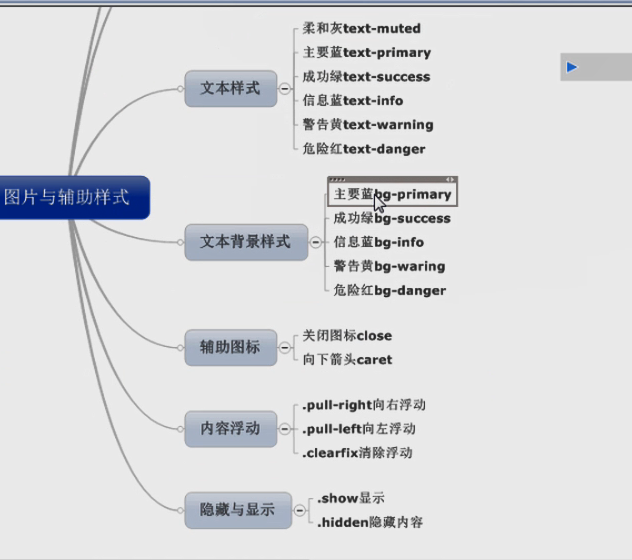 图片与辅助样式
文本样式
柔和灰text-muted
主要蓝text-primary
成功绿text-success
信息蓝text-info
警告黄text-warning
危险红text-danger
文本背景样式
主要蓝bg-primary
成功绿bg-success
信息蓝bg-info
警告黄bg-waring
危险红bg-danger
辅助图标
关闭图标close
向下箭头caret
内容浮动
.pull-right向右浮动
.pull-left向左浮动
.clearfix消除浮动
隐藏与显示
.show显示
.hidden隐藏内容